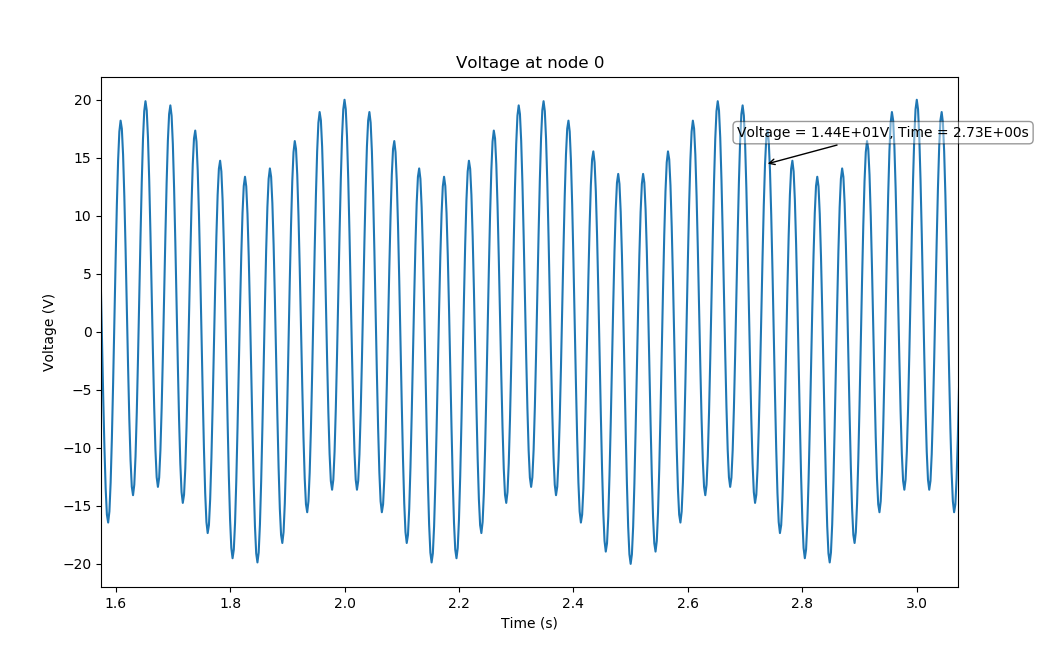 Voltage at node 0
Voltage = 1.44E+01V, Time = 2.73E+00s
20
15
10
5
0
−5
−10
−15
−20
Voltage (V)
1.6 1.8 2.0 2.2 2.4 2.6 2.8 3.0
Time (s)